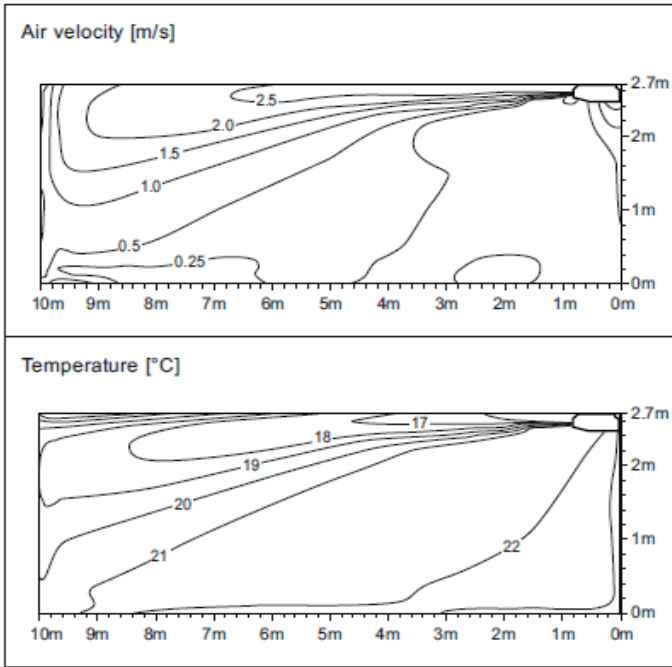 Air velocity [m/s]
2.7m
2.5
2.0
2m
1.5
1.0
1m
0.5
0.25
0m
10m 9m 8m 7m 6m 5m 4m 3m 2m 1m 0m
Temperature [°C]
2.7m
17
18
19
2m
20
21
22
1m
0m
10m 9m 8m 7m 6m 5m 4m 3m 2m 1m 0m